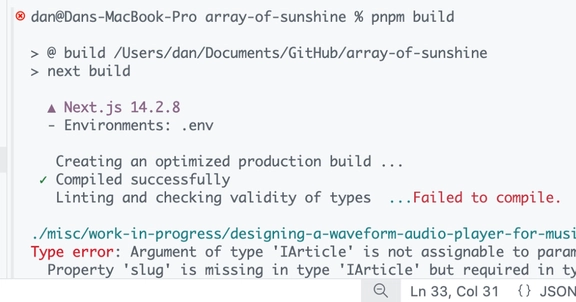 dan@Dans-MacBook-Pro array-of-sunshine % pnpm build
> @ build /Users/dan/Documents/GitHub/array-of-sunshine
> next build
▲ Next.js 14.2.8
- Environments: .env
Creating an optimized production build ...
✓ Compiled successfully
Linting and checking validity of types ...Failed to compile.
./misc/work-in-progress/designing-a-waveform-audio-player-for-musi
Type error: Argument of type 'IArticle' is not assignable to param
Property 'slug' is missing in type 'IArticle' but required in ty
Ln 33, Col 31 {} JSON